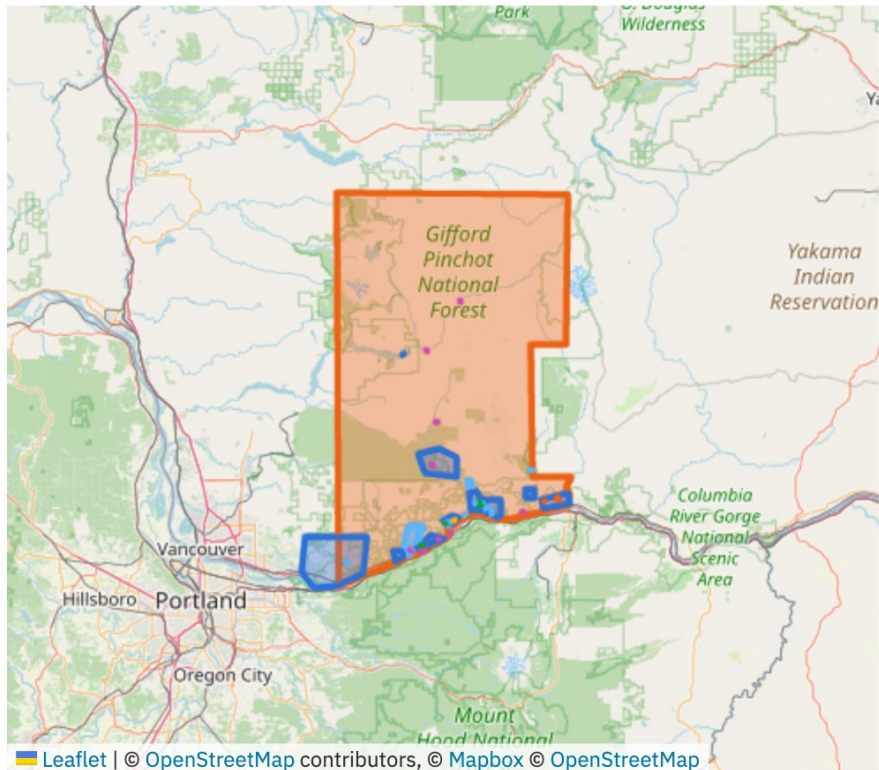 Park
Wilderness
Gifford
Pinchot
National
Forest
Yakama
Indian
Reservation
Columbia
River Gorge
National
Scenic
Area
Vancouver
Hillsboro
Portland
Oregon City
Mount
Hood National
Leaflet | © OpenStreetMap contributors, © Mapbox © OpenStreetMap